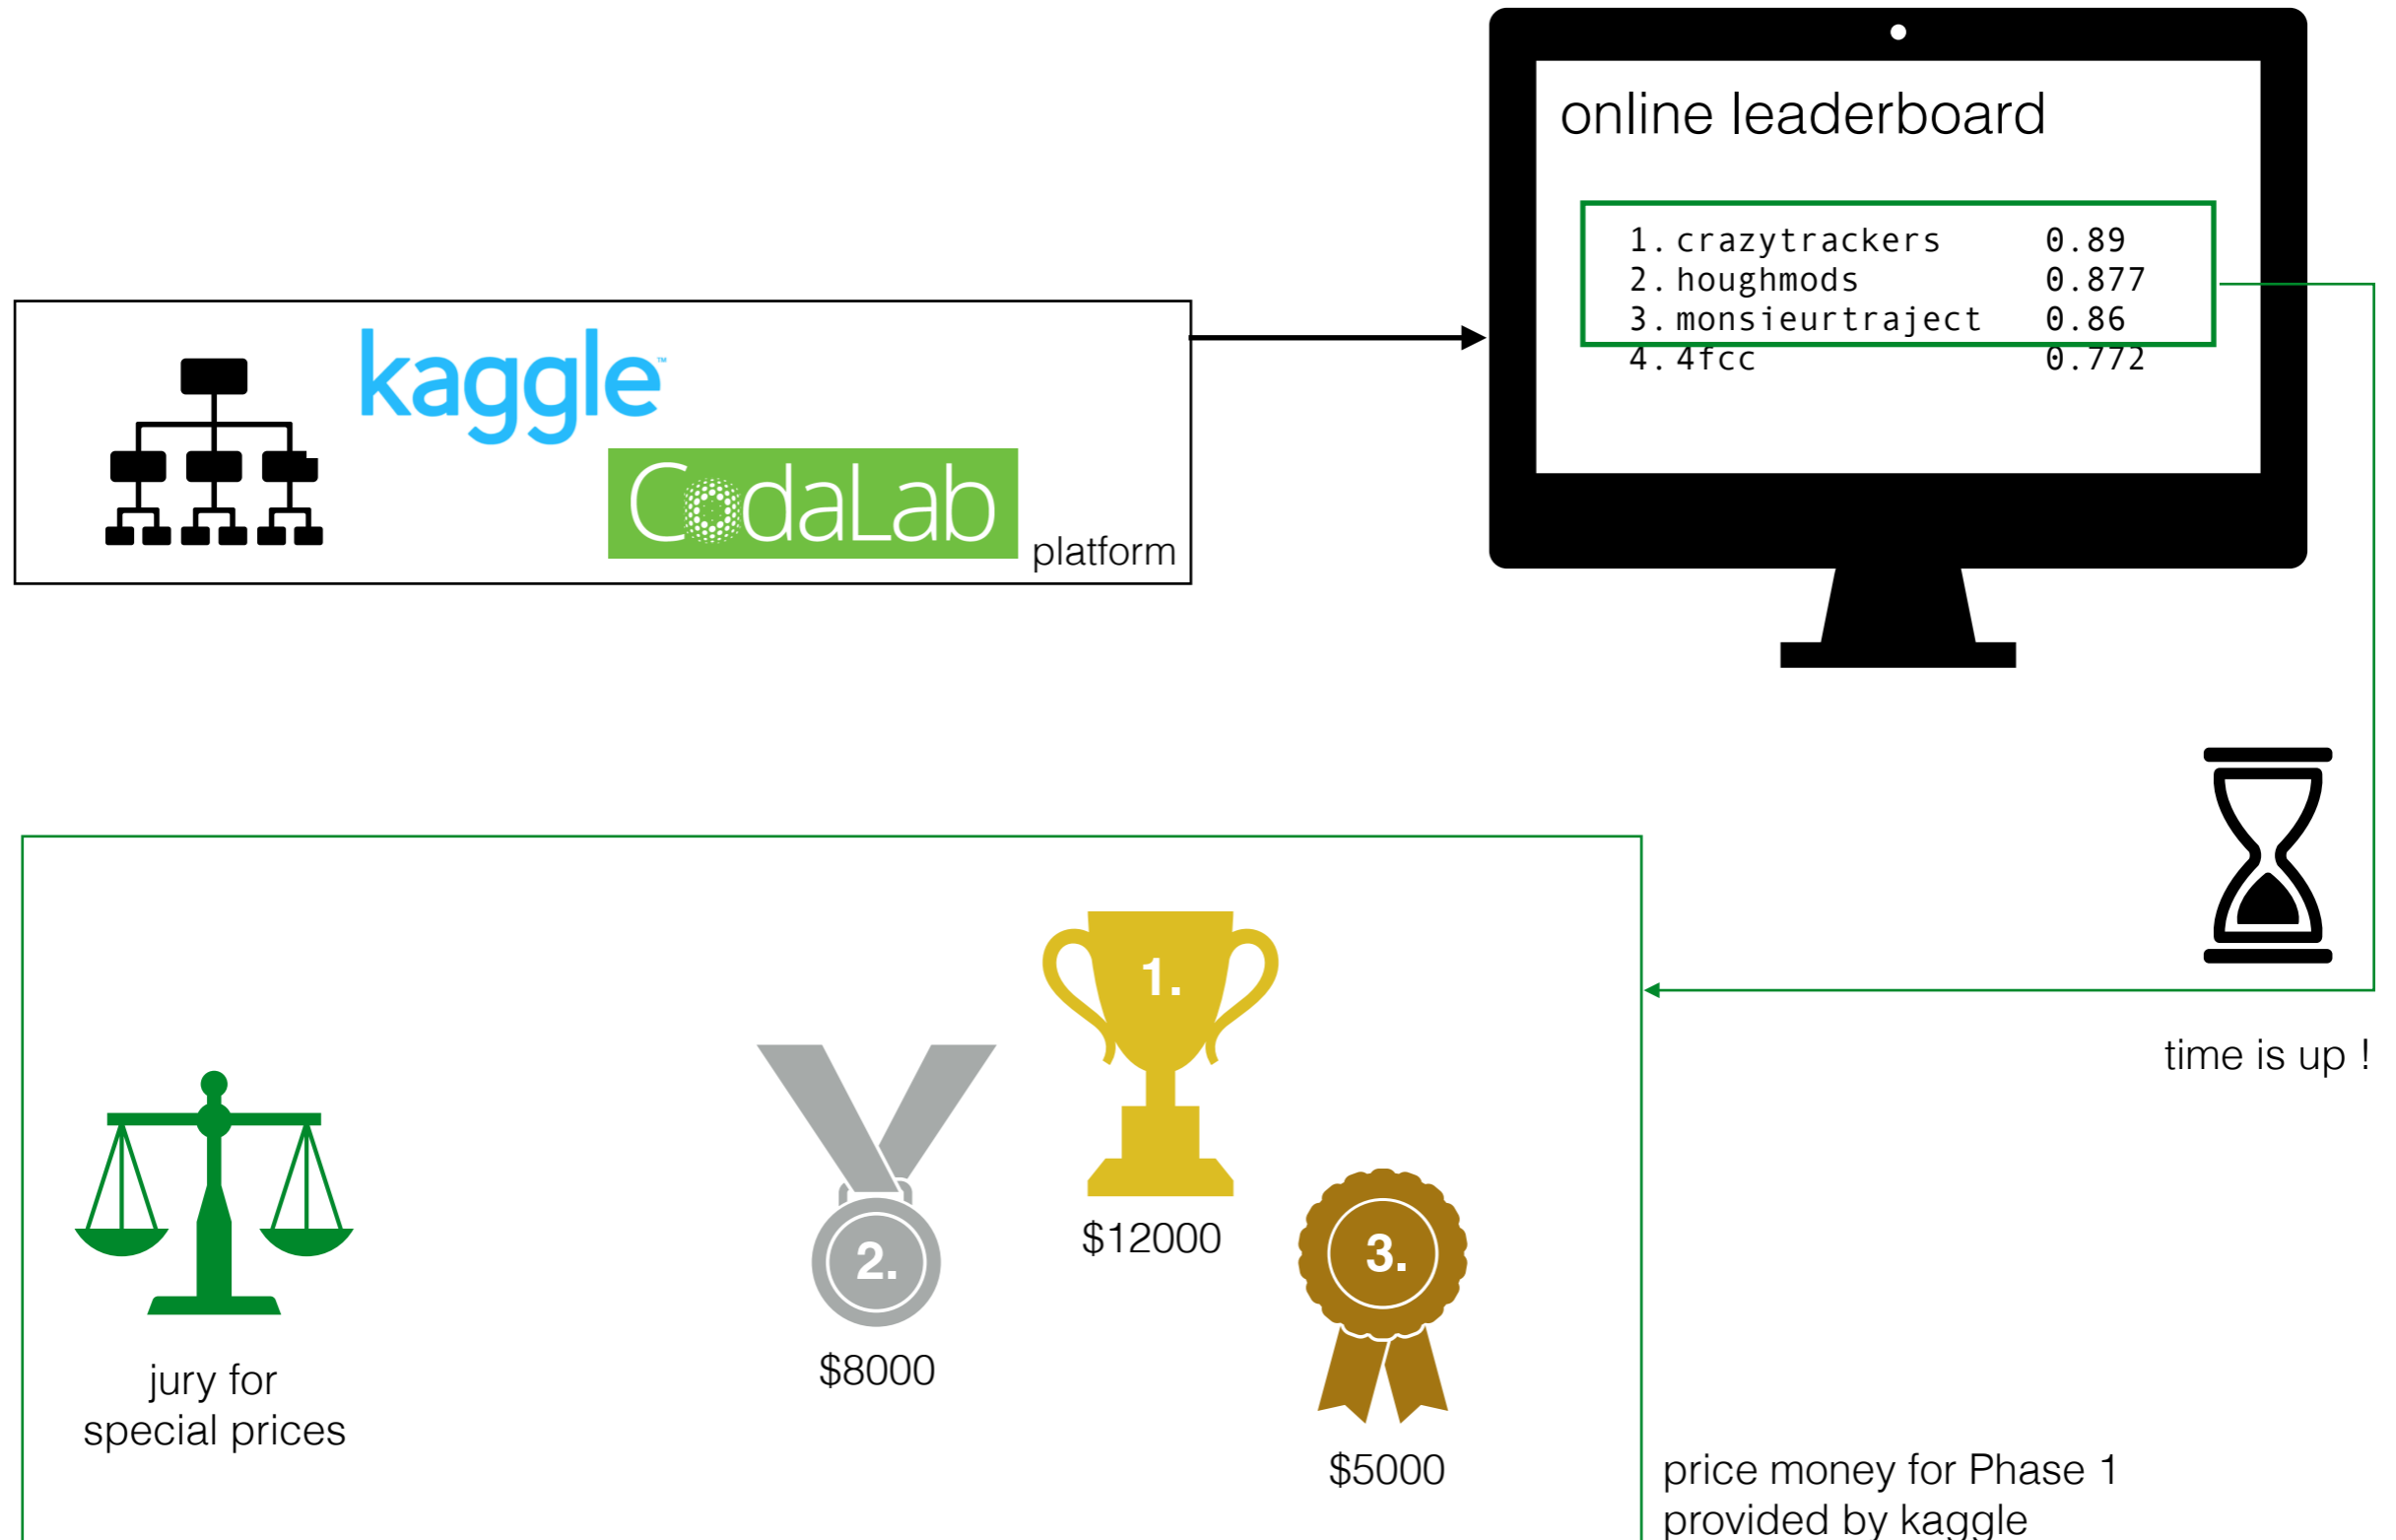 online leaderboard
1. crazytrackers 0.89
2. houghmods 0.877
3. monsieurtraject 0.86
4. 4fcc 0.772
kaggle™
CodaLab
platform
time is up !
1.
$12000
2.
$8000
3.
$5000
jury for
special prices
price money for Phase 1
provided by kaggle